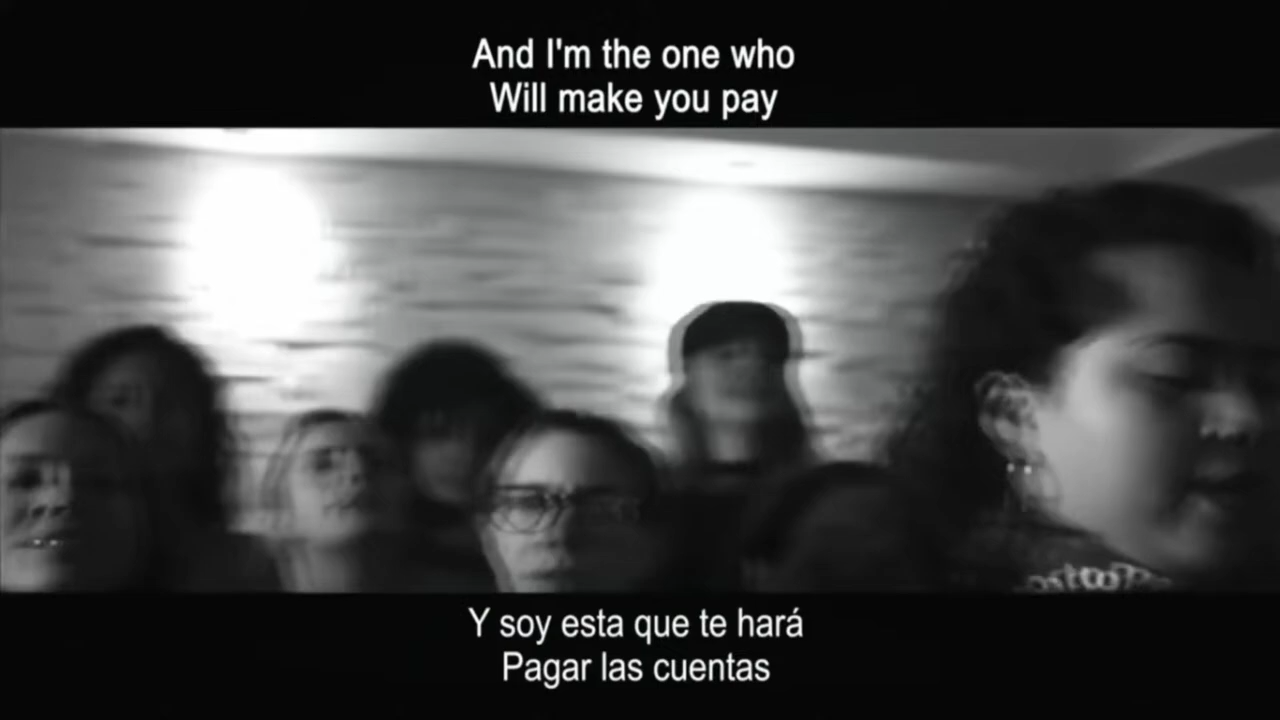 And I'm the one who
Will make you pay
Y soy esta que te hará
Pagar las cuentas